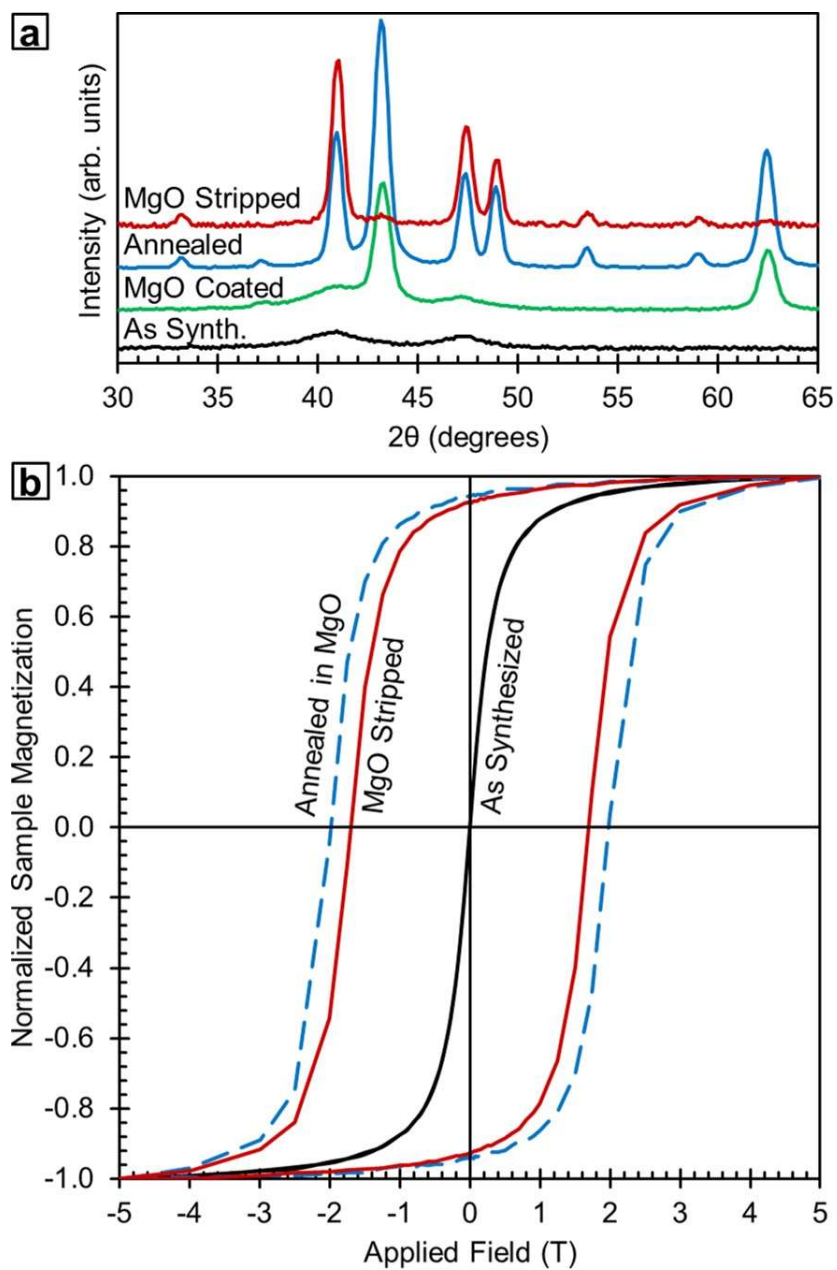 a
Intensity (arb. units)
MgO Stripped
Annealed
MgO Coated
As Synth.
30 35 40 45 50 55 60 65
2θ (degrees)
b
Normalized Sample Magnetization
1.0
0.8
0.6
0.4
0.2
0.0
-0.2
-0.4
-0.6
-0.8
-1.0
Annealed in MgO
MgO Stripped
As Synthesized
-5 -4 -3 -2 -1 0 1 2 3 4 5
Applied Field (T)